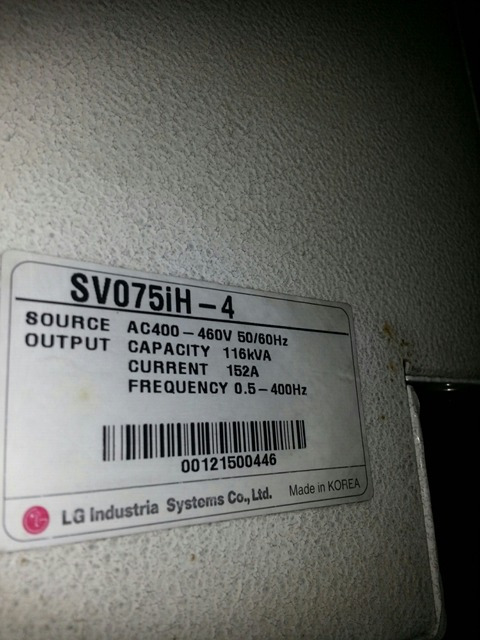 SV075iH-4
SOURCE AC400-460V 50/60Hz
OUTPUT CAPACITY 116kVA
CURRENT 152A
FREQUENCY 0.5-400Hz
00121500446
LG Industria Systems Co., Ltd. Made in KOREA